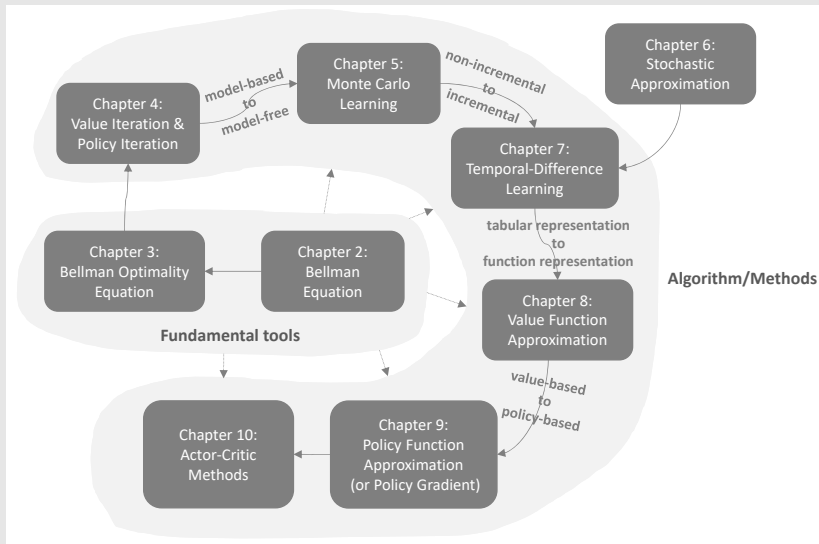 Chapter 4:
Value Iteration &
Policy Iteration
model-based
to
model-free
Chapter 5:
Monte Carlo
Learning
non-incremental
to
incremental
Chapter 6:
Stochastic
Approximation
Chapter 7:
Temporal-Difference
Learning
tabular representation
to
function representation
Chapter 3:
Bellman Optimality
Equation
Chapter 2:
Bellman
Equation
Fundamental tools
Algorithm/Methods
Chapter 8:
Value Function
Approximation
value-based
to
policy-based
Chapter 10:
Actor-Critic
Methods
Chapter 9:
Policy Function
Approximation
(or Policy Gradient)